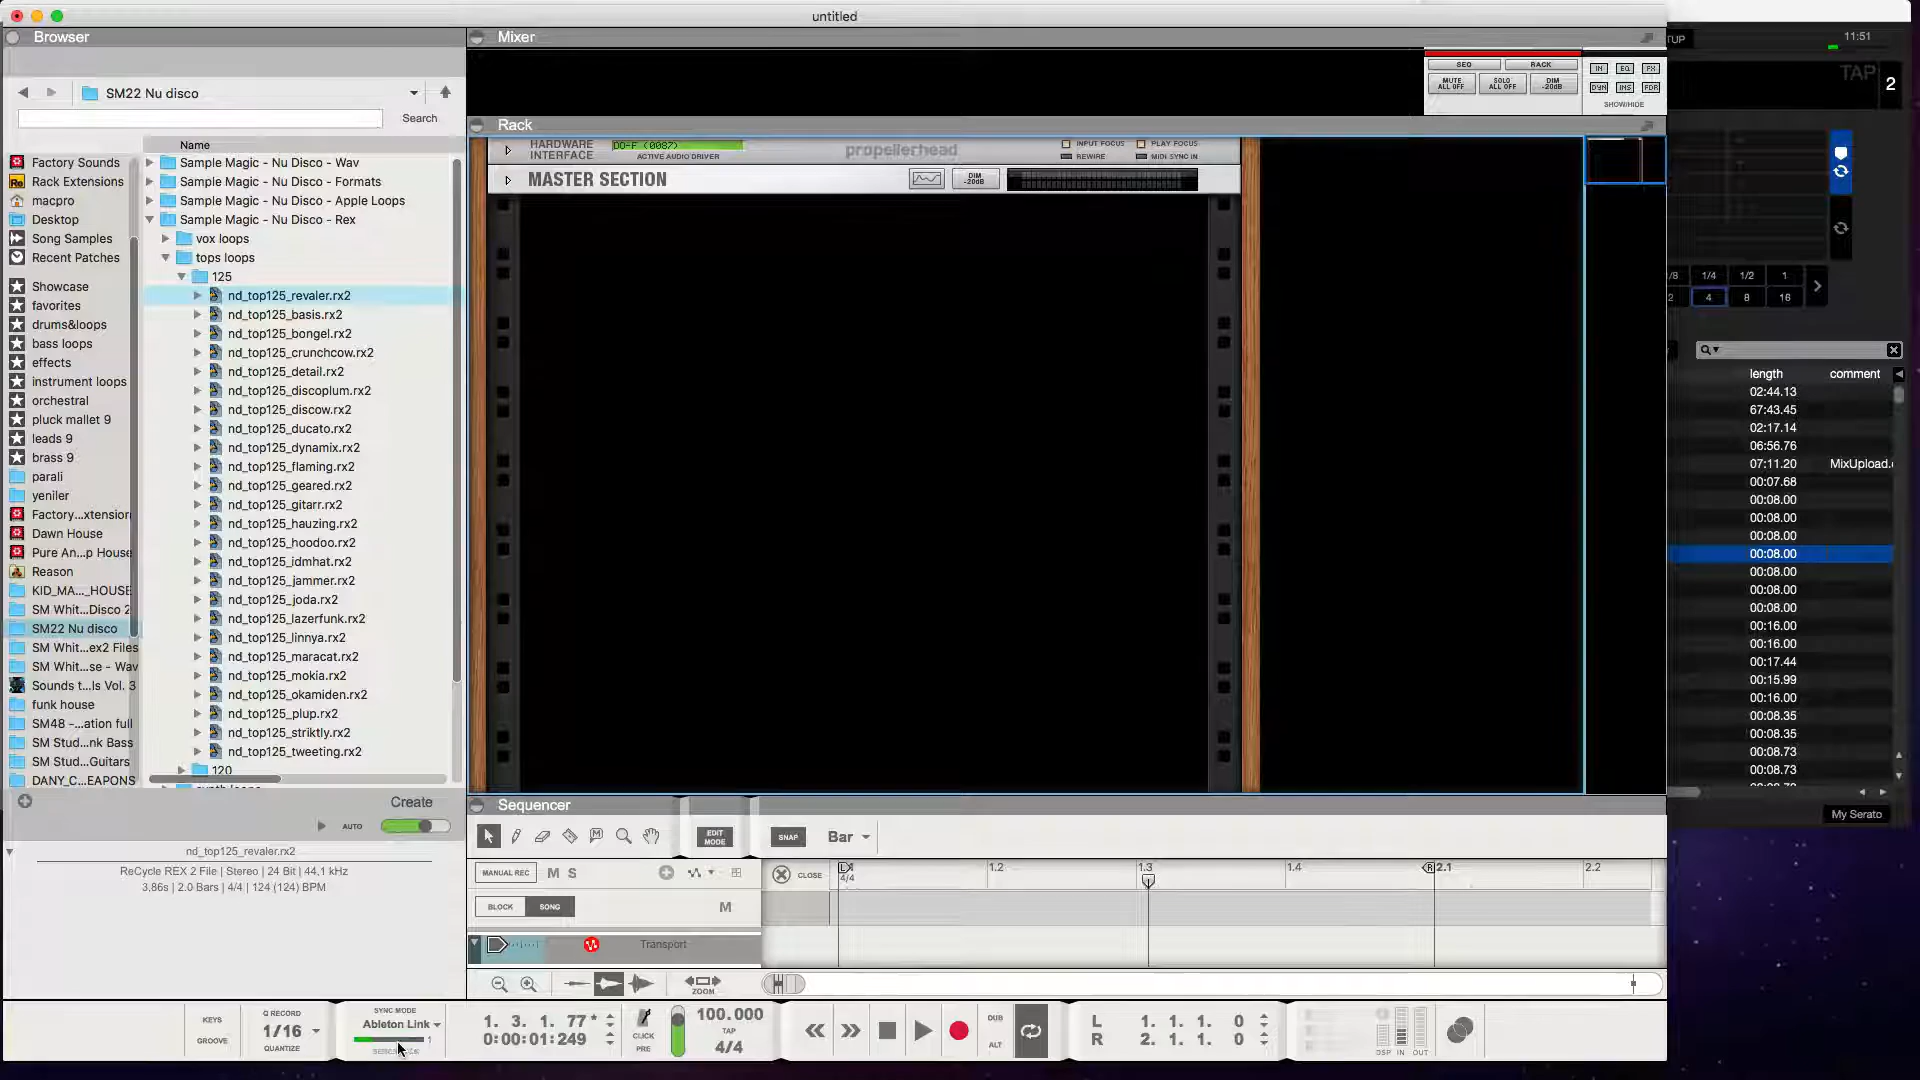 untitled
Browser
Mixer
SM22 Nu disco
Search
Name
Factory Sounds
Rack Extensions
macpro
Desktop
Song Samples
Recent Patches
Showcase
favorites
drums&loops
bass loops
effects
instrument loops
orchestral
pluck mallet 9
leads 9
brass 9
parali
yeniler
Factory...xtension
Dawn House
Pure An...p House
Reason
KID_MA..._HOUSE
SM Whit...Disco 2
SM22 Nu disco
SM Whit...ex2 Files
SM Whit...se - Wav
Sounds t...ls Vol. 3
funk house
SM48 -...ation full
SM Stud...nk Bass
SM Stud...Guitars
DANY_C...EAPONS
Sample Magic - Nu Disco - Wav
Sample Magic - Nu Disco - Formats
Sample Magic - Nu Disco - Apple Loops
Sample Magic - Nu Disco - Rex
vox loops
tops loops
125
nd_top125_revaler.rx2
nd_top125_basis.rx2
nd_top125_bongel.rx2
nd_top125_crunchcow.rx2
nd_top125_detail.rx2
nd_top125_discoplum.rx2
nd_top125_discow.rx2
nd_top125_ducato.rx2
nd_top125_dynamix.rx2
nd_top125_flaming.rx2
nd_top125_geared.rx2
nd_top125_gitarr.rx2
nd_top125_hauzing.rx2
nd_top125_hoodoo.rx2
nd_top125_idmhat.rx2
nd_top125_jammer.rx2
nd_top125_joda.rx2
nd_top125_lazerfunk.rx2
nd_top125_linnya.rx2
nd_top125_maracat.rx2
nd_top125_mokia.rx2
nd_top125_okamiden.rx2
nd_top125_plup.rx2
nd_top125_striktly.rx2
nd_top125_tweeting.rx2
120
Create
AUTO
nd_top125_revaler.rx2
ReCycle REX 2 File | Stereo | 24 Bit | 44,1 kHz
3,86s | 2.0 Bars | 4/4 | 124 (124) BPM
SEQ RACK
MUTE ALL OFF
SOLO ALL OFF
DIM -20dB
IN EQ FX
DYN INS FDR
SHOW/HIDE
Rack
HARDWARE INTERFACE
DD-F (0087)
ACTIVE AUDIO DRIVER
propellerhead
INPUT FOCUS
PLAY FOCUS
REWIRE
MIDI SYNC IN
MASTER SECTION
DIM -20dB
Sequencer
EDIT MODE
SNAP
Bar
MANUAL REC
M S
CLOSE
L
4/4
1.2
1.3
1.4
R 2.1
2.2
BLOCK
SONG
M
Transport
ZOOM
KEYS
GROOVE
Q RECORD
1/16
QUANTIZE
SYNC MODE
Ableton Link
1
1. 3. 1. 77 *
0:00:01:249
CLICK
PRE
100.000
TAP
4/4
DUB
ALT
L 1. 1. 1. 0
R 2. 1. 1. 0
DSP IN OUT
TUP
11:51
TAP
2
/8 1/4 1/2 1
2 4 8 16
length comment
02:44.13
67:43.45
02:17.14
06:56.76
07:11.20 MixUpload.
00:07.68
00:08.00
00:08.00
00:08.00
00:08.00
00:08.00
00:08.00
00:08.00
00:16.00
00:16.00
00:17.44
00:15.99
00:16.00
00:08.35
00:08.35
00:08.73
00:08.73
My Serato